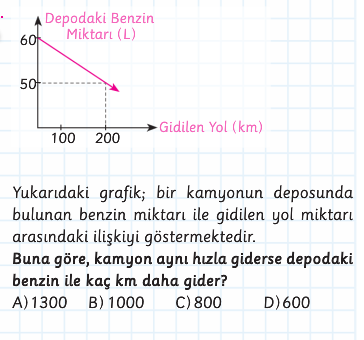 Depodaki Benzin
Miktarı (L)
60
50
100 200
Gidilen Yol (km)
Yukarıdaki grafik; bir kamyonun deposunda
bulunan benzin miktarı ile gidilen yol miktarı
arasındaki ilişkiyi göstermektedir.
Buna göre, kamyon aynı hızla giderse depodaki
benzin ile kaç km daha gider?
A) 1300 B) 1000 C) 800 D) 600